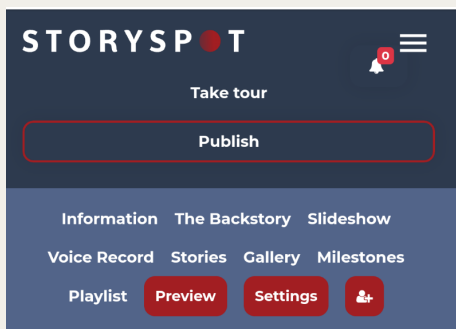 STORYSPOT
0
Take tour
Publish
Information The Backstory Slideshow
Voice Record Stories Gallery Milestones
Playlist Preview Settings